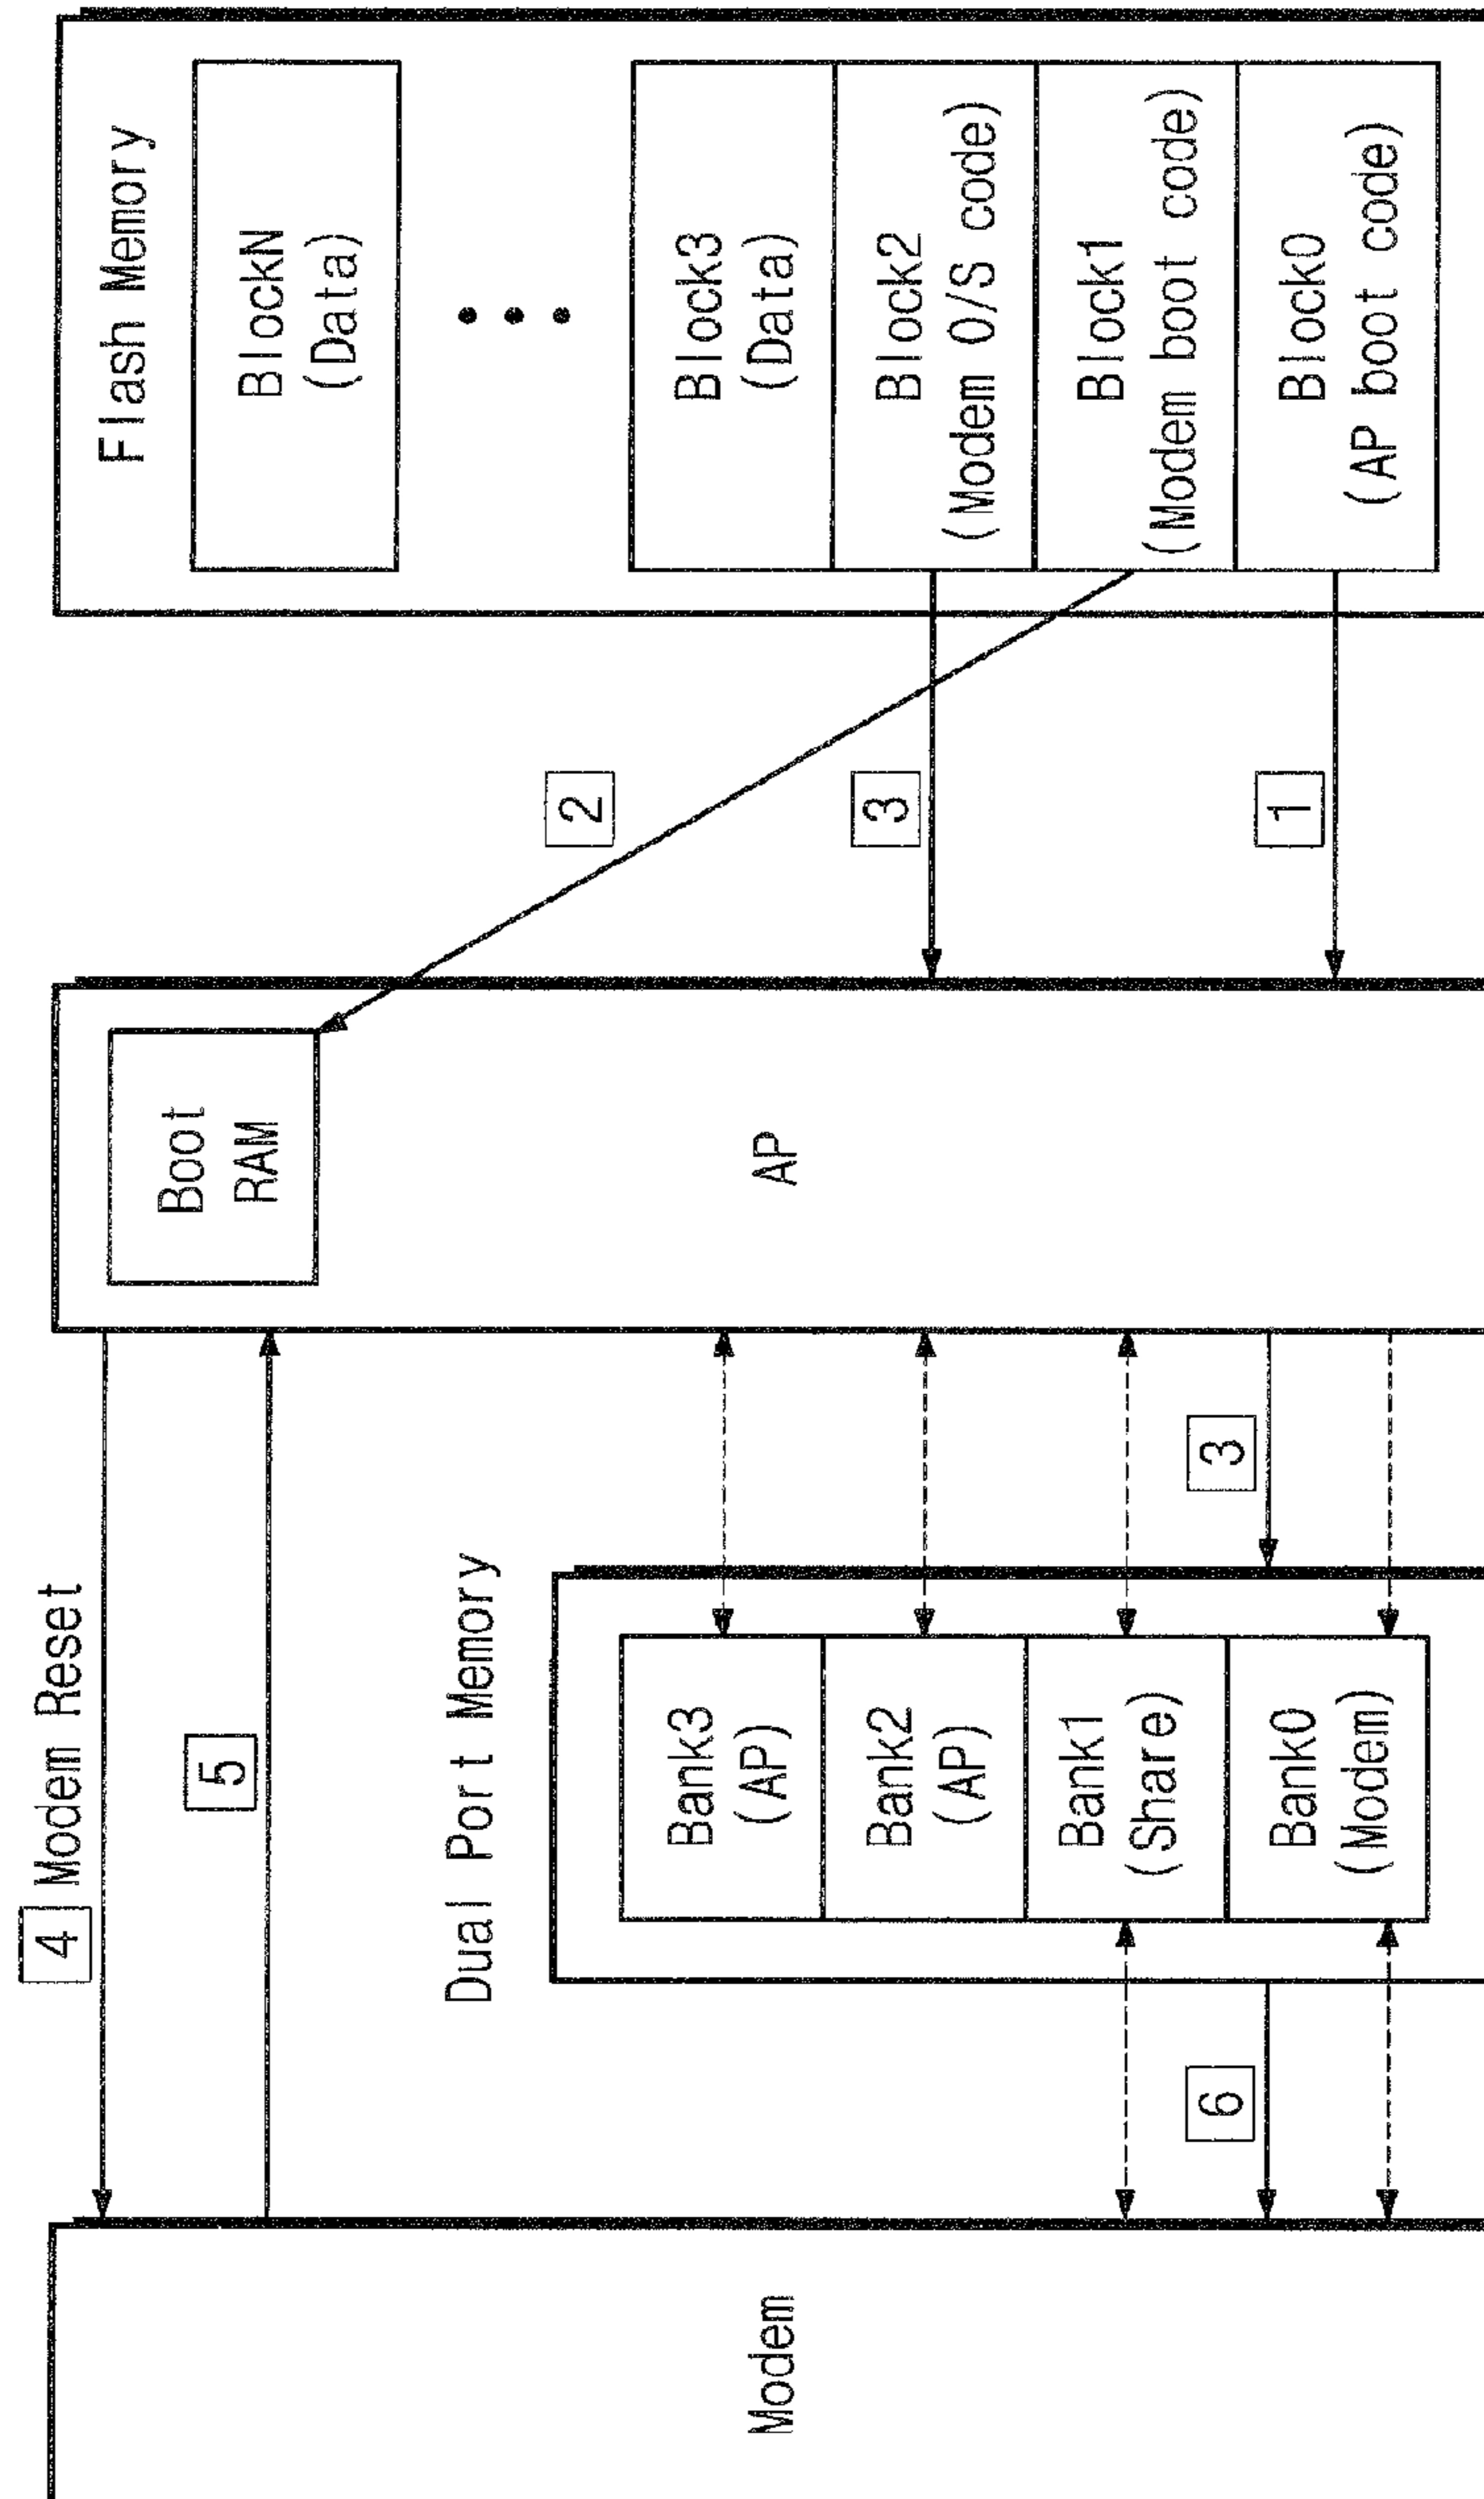 4 Modem Reset
5
Modem
Dual Port Memory
Bank3
(AP)
Bank2
(AP)
Bank1
(Share)
Bank0
(Modem)
6
3
Boot
RAM
AP
2
3
1
Flash Memory
BlockN
(Data)
Block3
(Data)
Block2
(Modem O/S code)
Block1
(Modem boot code)
Block0
(AP boot code)